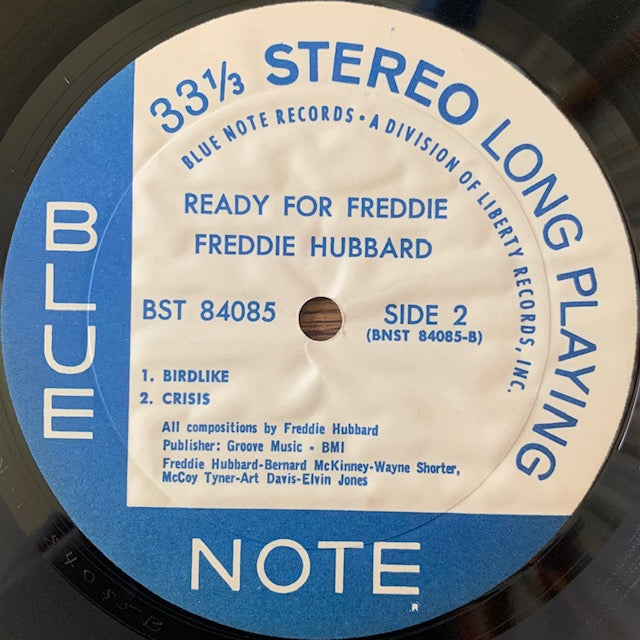 33⅓ STEREO LONG PLAYING
BLUE NOTE RECORDS • A DIVISION OF LIBERTY RECORDS, INC.
READY FOR FREDDIE
FREDDIE HUBBARD
BST 84085
SIDE 2
(BNST 84085-B)
1. BIRDLIKE
2. CRISIS
All compositions by Freddie Hubbard
Publisher: Groove Music - BMI
Freddie Hubbard-Bernard McKinney-Wayne Shorter,
McCoy Tyner-Art Davis-Elvin Jones
BLUE
NOTE
R